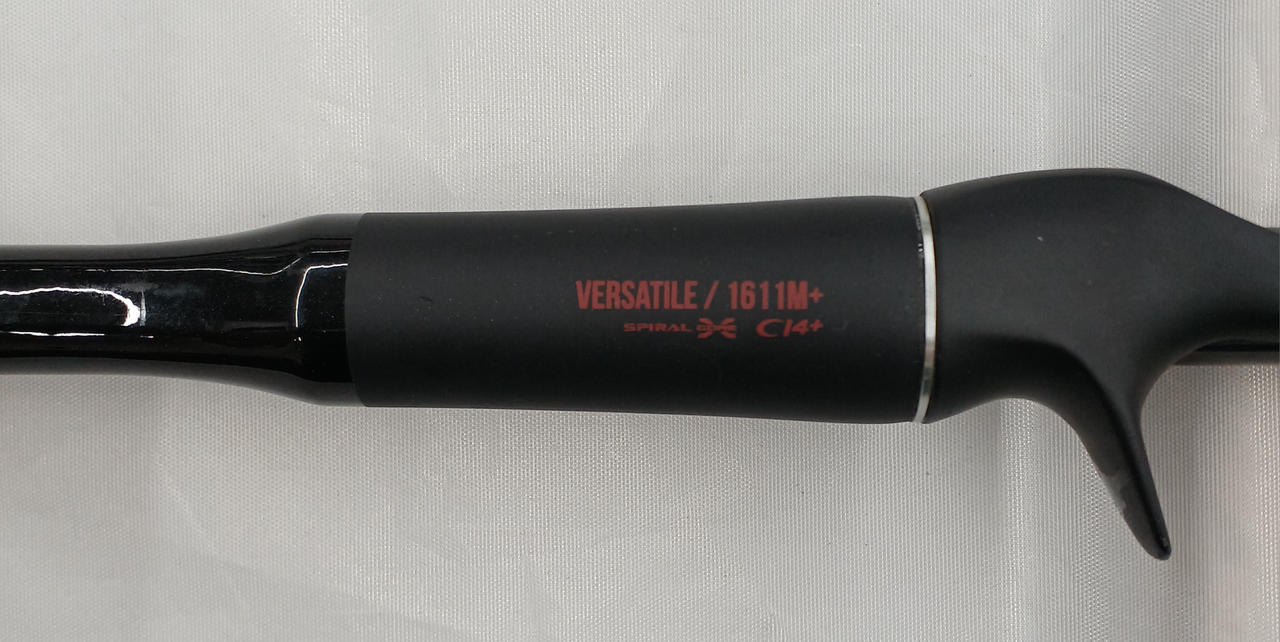 VERSATILE / 1611M+
SPIRAL X CI4+